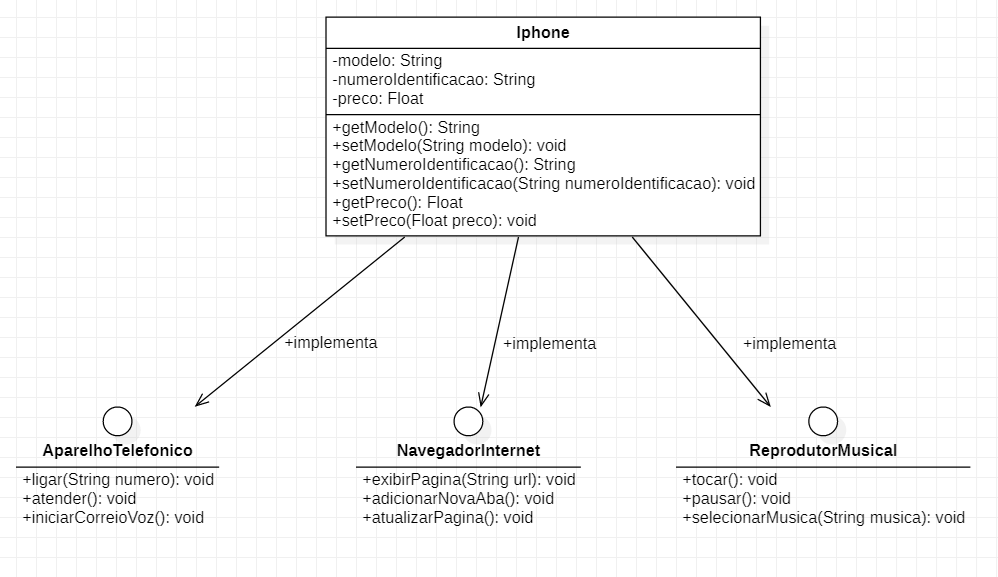 Iphone
-modelo: String
-numeroIdentificacao: String
-preco: Float
+getModelo(): String
+setModelo(String modelo): void
+getNumeroIdentificacao(): String
+setNumeroIdentificacao(String numeroIdentificacao): void
+getPreco(): Float
+setPreco(Float preco): void
+implementa
+implementa
+implementa
AparelhoTelefonico
+ligar(String numero): void
+atender(): void
+iniciarCorreioVoz(): void
NavegadorInternet
+exibirPagina(String url): void
+adicionarNovaAba(): void
+atualizarPagina(): void
ReprodutorMusical
+tocar(): void
+pausar(): void
+selecionarMusica(String musica): void